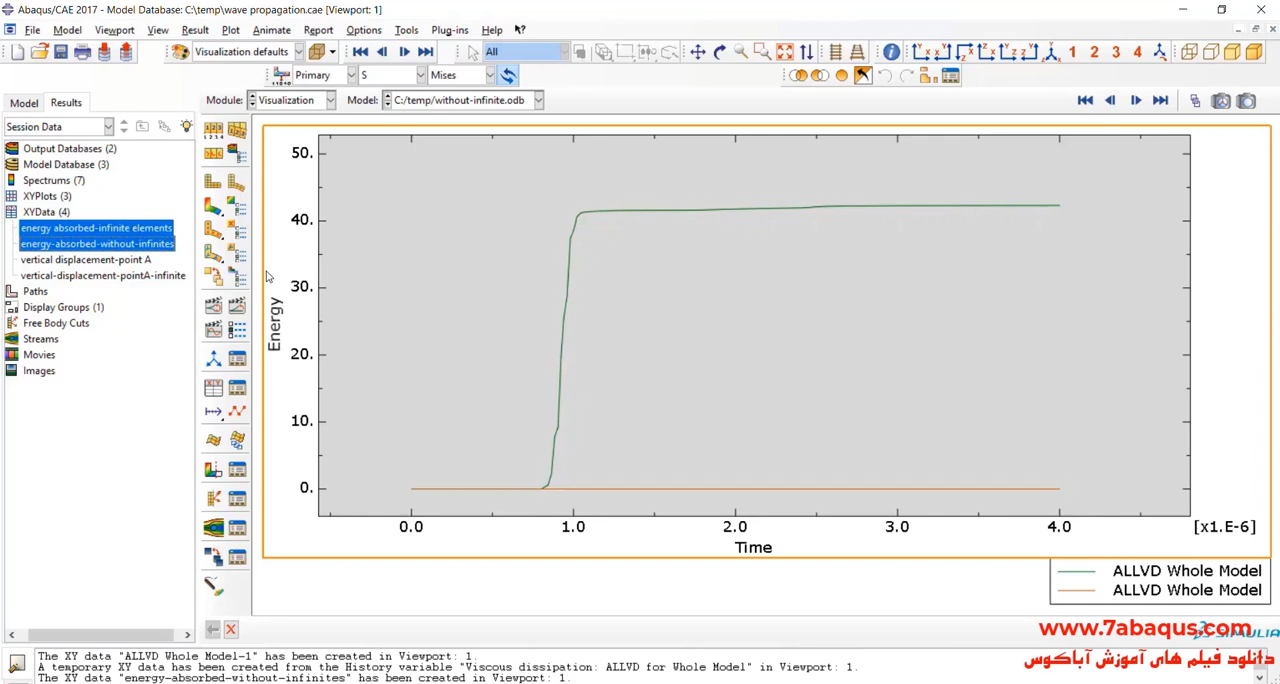 Abaqus/CAE 2017 - Model Database: C:\temp\wave propagation.cae [Viewport: 1]
File Model Viewport View Result Plot Animate Report Options Tools Plug-ins Help
Visualization defaults All 1 2 3 4
Primary S Mises
Model Results Module: Visualization Model: C:/temp/without-infinite.odb
Session Data
Output Databases (2)
Model Database (3)
Spectrums (7)
XYPlots (3)
XYData (4)
energy absorbed-infinite elements
energy-absorbed-without-infinites
vertical displacement-point A
vertical-displacement-pointA-infinite
Paths
Display Groups (1)
Free Body Cuts
Streams
Movies
Images
50.
40.
30.
20.
10.
0.
Energy
0.0 1.0 2.0 3.0 4.0 [x1.E-6]
Time
ALLVD Whole Model
ALLVD Whole Model
www.7abaqus.com
دانلود فیلم های آموزش آباکوس
The XY data "ALLVD Whole Model-1" has been created in Viewport: 1.
A temporary XY data has been created from the History variable "Viscous dissipation: ALLVD for Whole Model" in Viewport: 1.
The XY data "energy-absorbed-without-infinites" has been created in Viewport: 1.